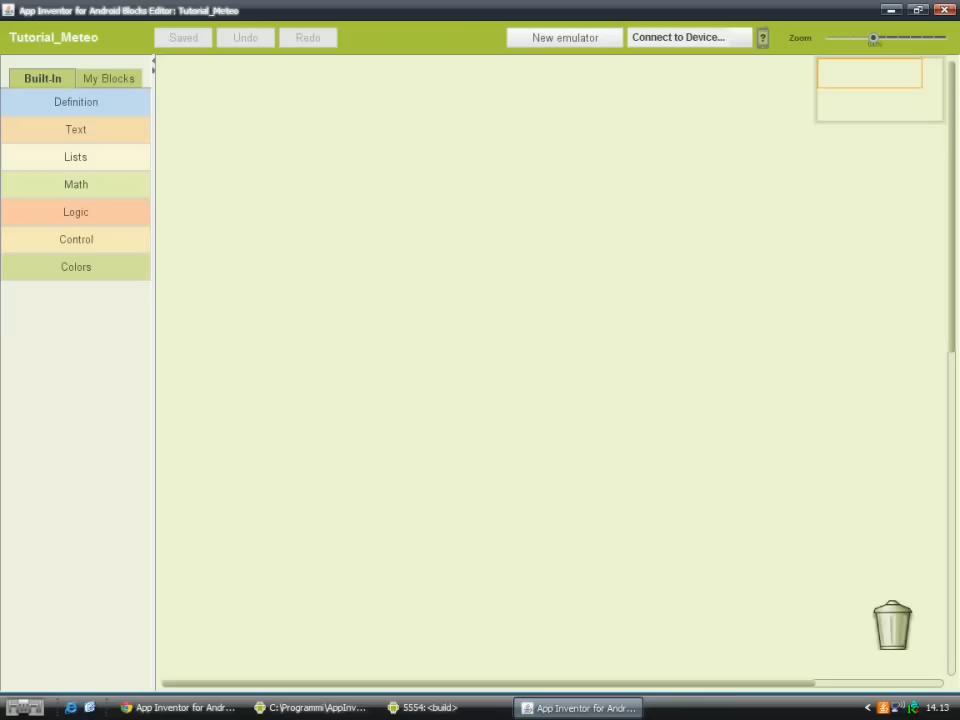 App Inventor for Android Blocks Editor: Tutorial_Meteo
Tutorial_Meteo
Saved
Undo
Redo
New emulator
Connect to Device...
?
Zoom
Built-In
My Blocks
Definition
Text
Lists
Math
Logic
Control
Colors
App Inventor for Andr...
C:\Programmi\AppInv...
5554:<build>
App Inventor for Andr...
14.13